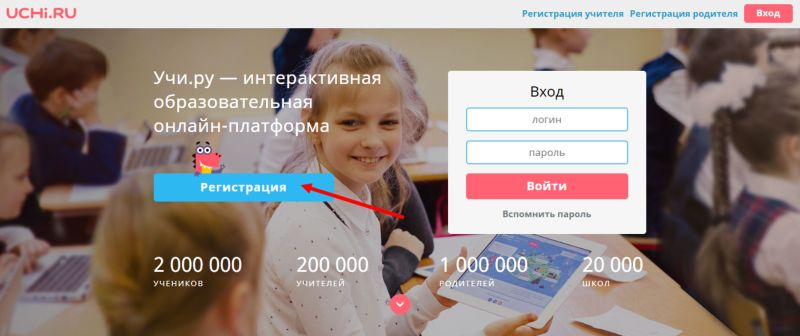 UCHi.RU
Регистрация учителя Регистрация родителя Вход
Учи.ру — интерактивная
образовательная
онлайн-платформа
Регистрация
Вход
логин
пароль
Войти
Вспомнить пароль
2 000 000
УЧЕНИКОВ
200 000
УЧИТЕЛЕЙ
1 000 000
РОДИТЕЛЕЙ
20 000
ШКОЛ